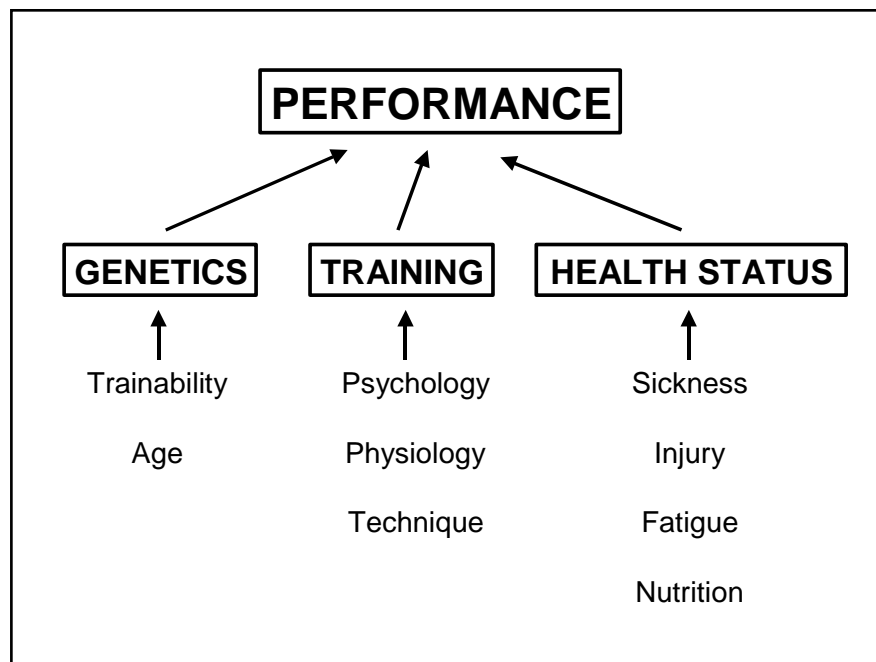 PERFORMANCE
GENETICS
TRAINING
HEALTH STATUS
Trainability
Age
Psychology
Physiology
Technique
Sickness
Injury
Fatigue
Nutrition